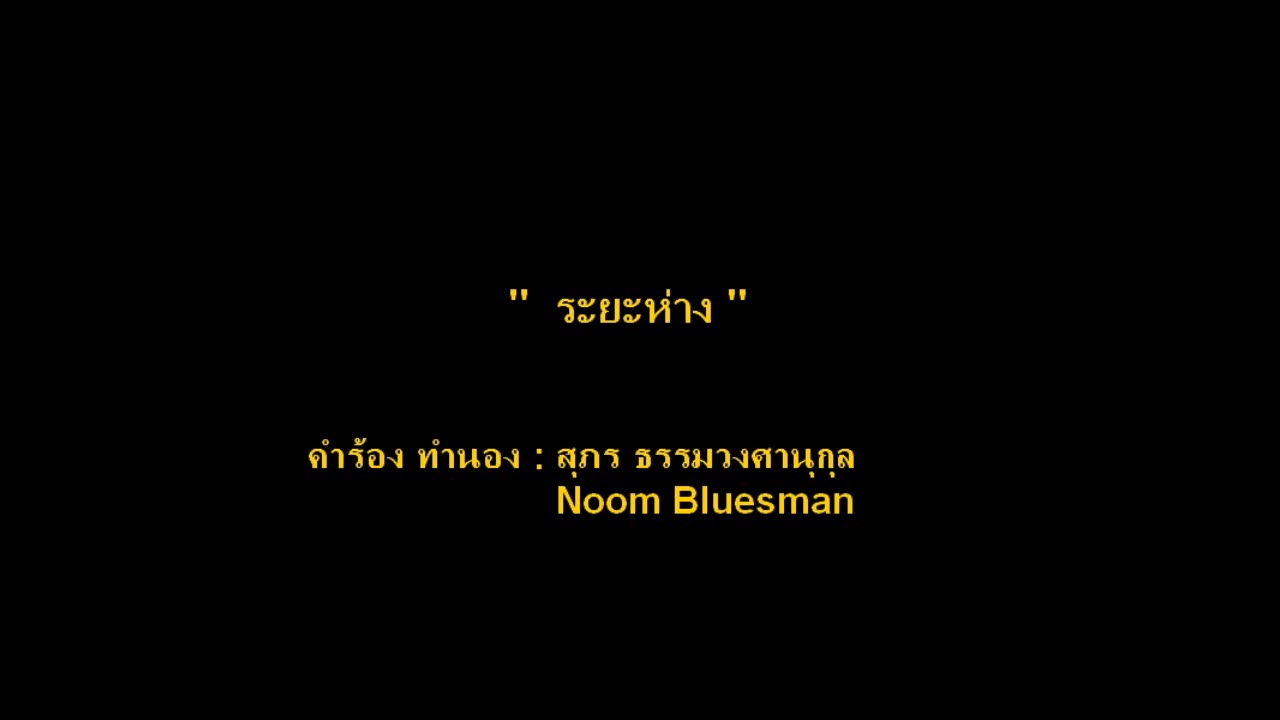 " ระยะห่าง "
คำร้อง ทำนอง : สุภร ธรรมวงศานุกุล
Noom Bluesman